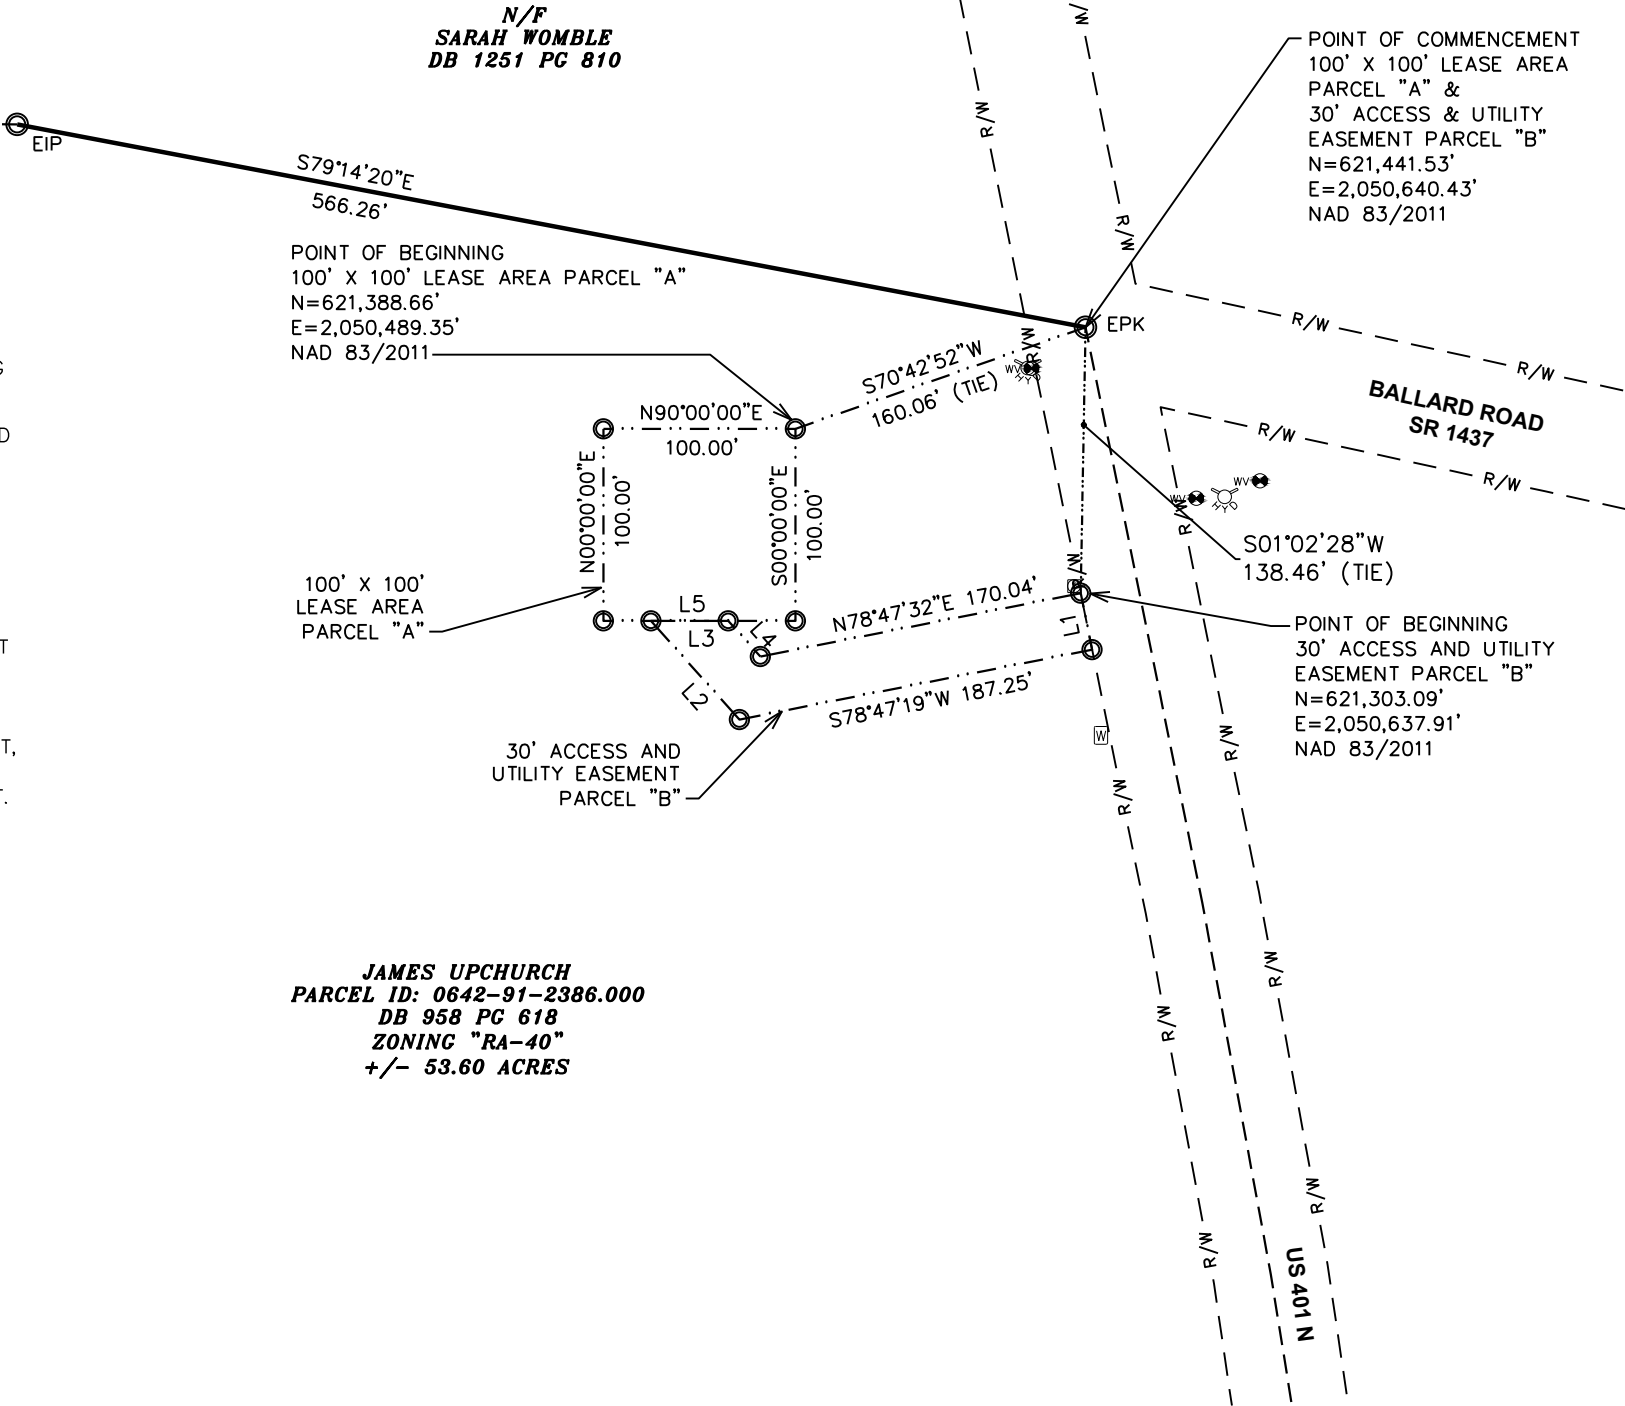 N/F
SARAH WOMBLE
DB 1251 PG 810
R/W
R/W
POINT OF COMMENCEMENT
100' X 100' LEASE AREA
PARCEL "A" &
30' ACCESS & UTILITY
EASEMENT PARCEL "B"
N=621,441.53'
E=2,050,640.43'
NAD 83/2011
EIP
S79°14'20"E
566.26'
R/W
POINT OF BEGINNING
100' X 100' LEASE AREA PARCEL "A"
N=621,388.66'
E=2,050,489.35'
NAD 83/2011
EPK
R/W
R/W
R/W
BALLARD ROAD
SR 1437
R/W
R/W
S70°42'52"W
160.06' (TIE)
WV
HYD
N90°00'00"E
100.00'
N00°00'00"E
100.00'
S00°00'00"E
100.00'
WV
HYD
WV
R/W
S01°02'28"W
138.46' (TIE)
100' X 100'
LEASE AREA
PARCEL "A"
L5
L3
L4
L2
N78°47'32"E 170.04'
R/W
L1
S78°47'19"W 187.25'
POINT OF BEGINNING
30' ACCESS AND UTILITY
EASEMENT PARCEL "B"
N=621,303.09'
E=2,050,637.91'
NAD 83/2011
30' ACCESS AND
UTILITY EASEMENT
PARCEL "B"
W
R/W
R/W
G
D
T
T,
T.
JAMES UPCHURCH
PARCEL ID: 0642-91-2386.000
DB 958 PG 618
ZONING "RA-40"
+/- 53.60 ACRES
R/W
R/W
R/W
R/W
US 401 N